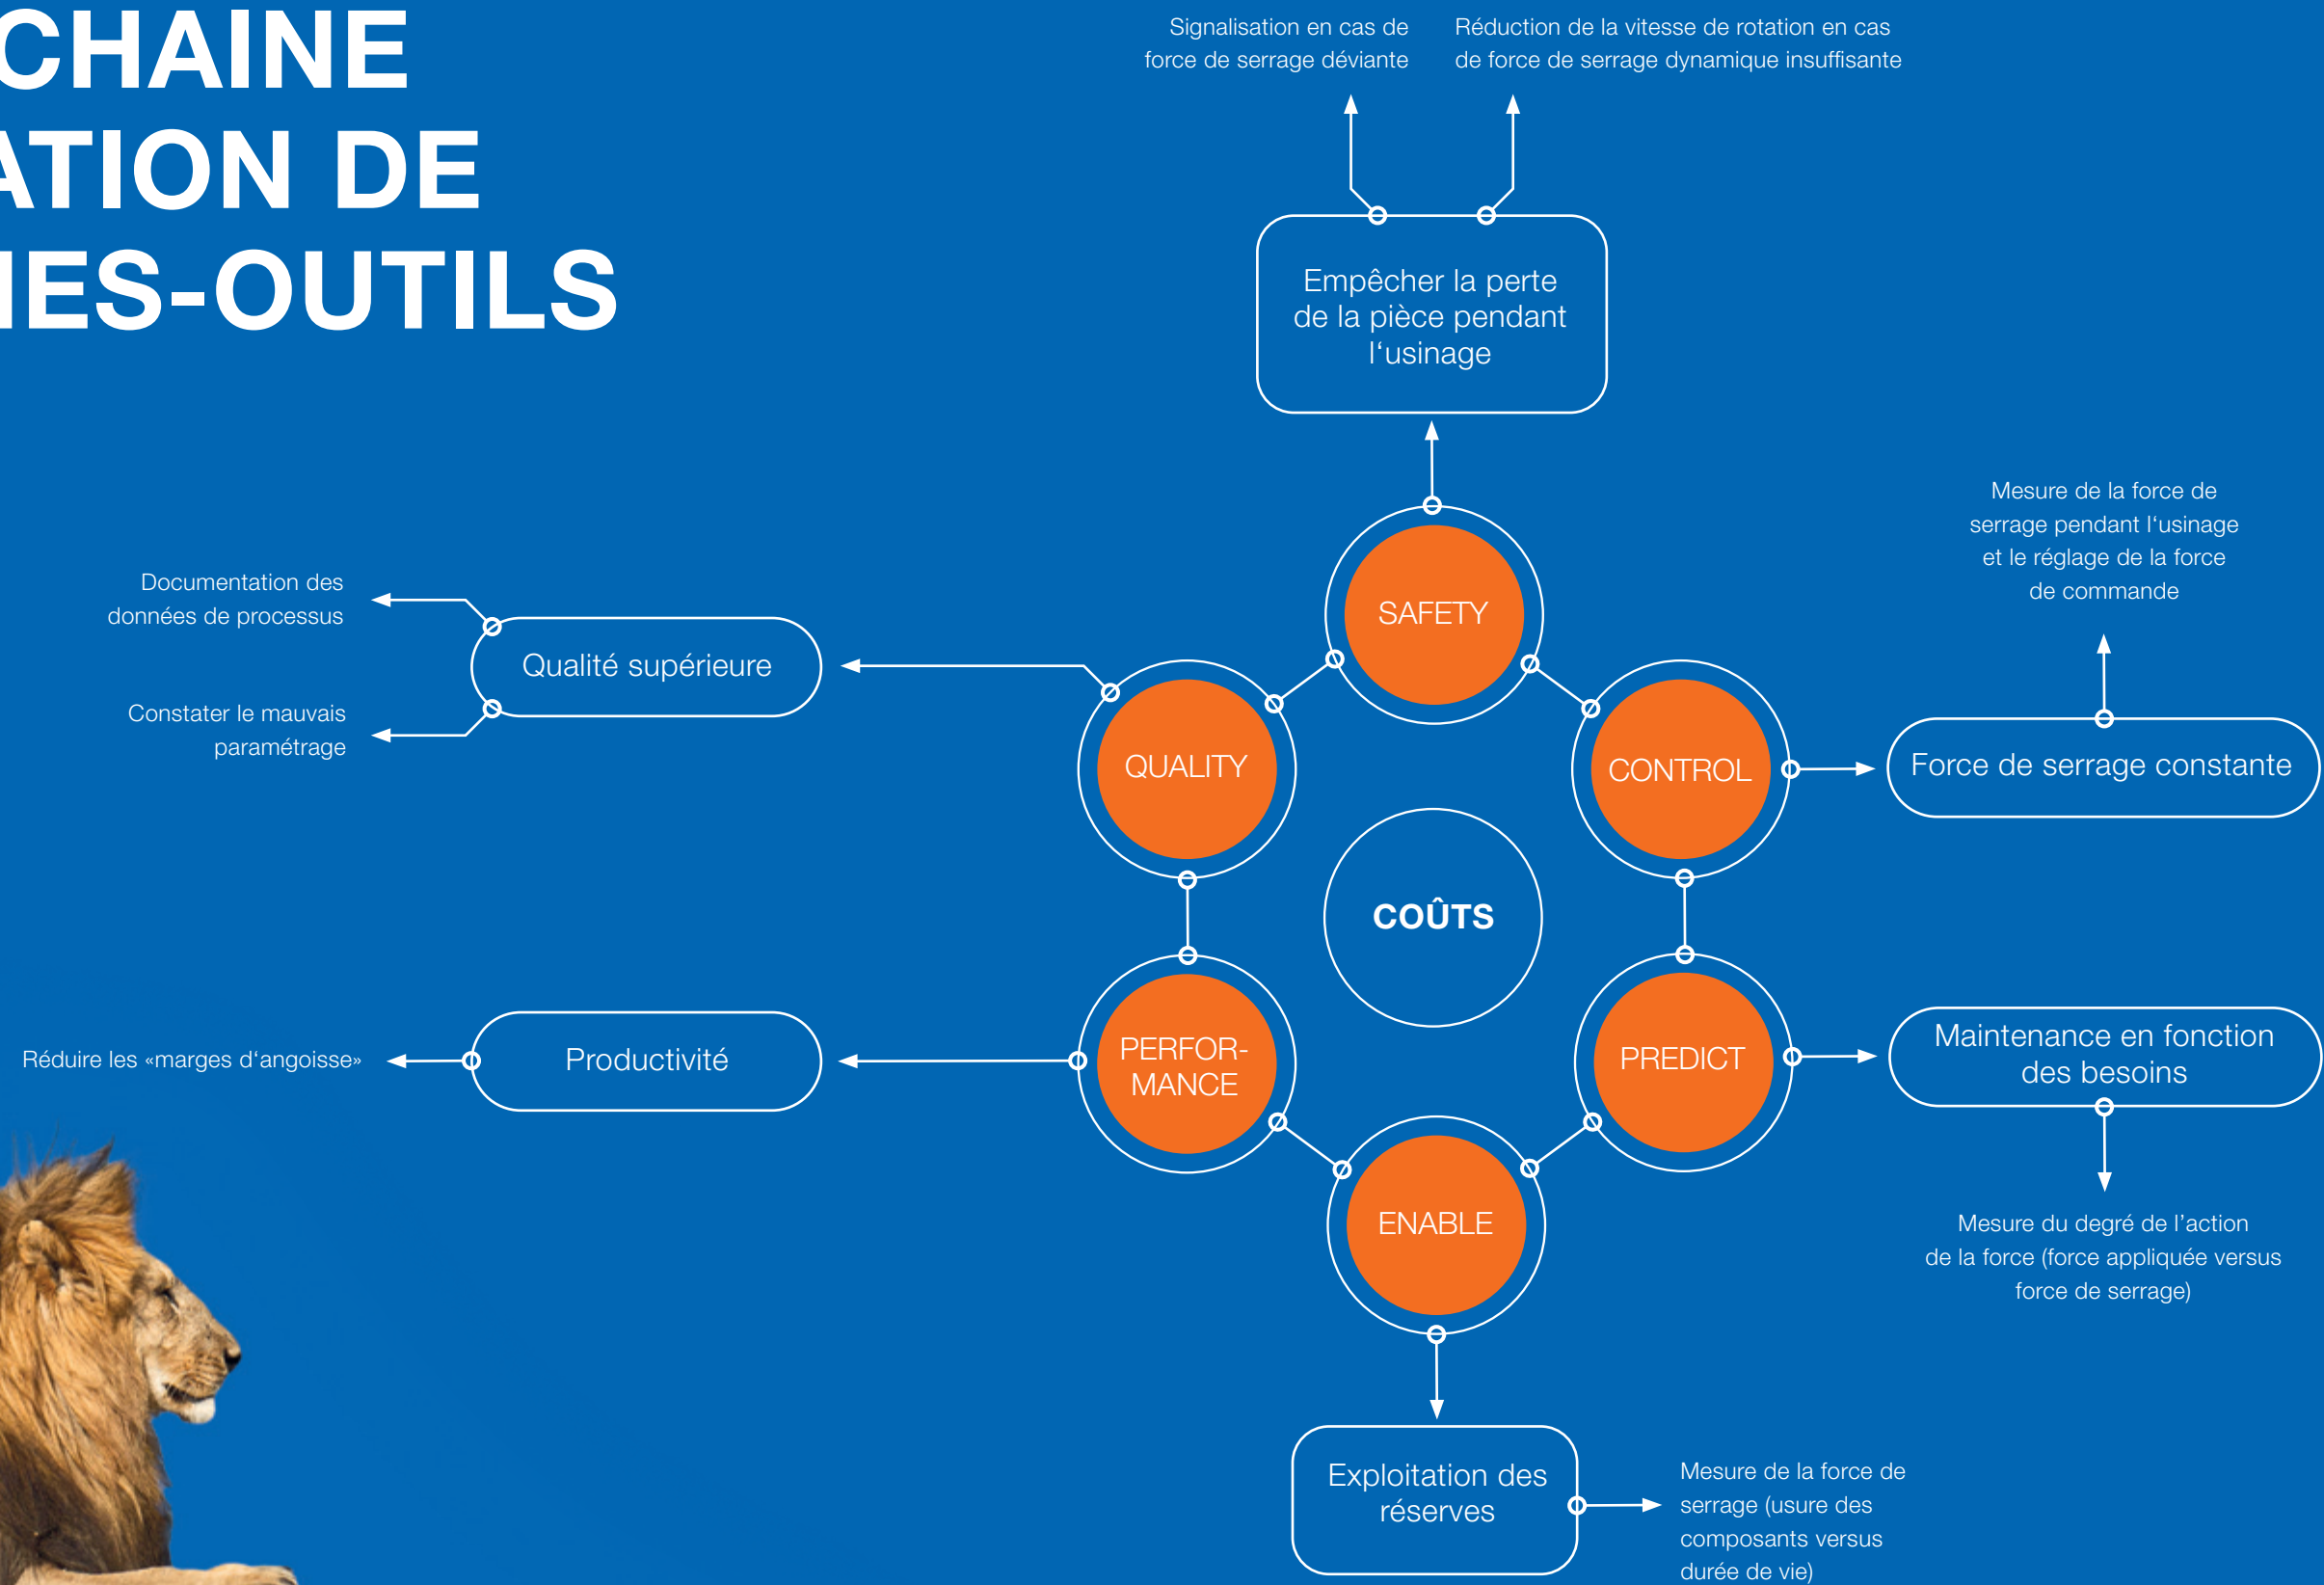 CHAINE
ATION DE
NES-OUTILS
Signalisation en cas de
force de serrage déviante
Réduction de la vitesse de rotation en cas
de force de serrage dynamique insuffisante
Empêcher la perte
de la pièce pendant
l‘usinage
SAFETY
Mesure de la force de
serrage pendant l‘usinage
et le réglage de la force
de commande
Documentation des
données de processus
Qualité supérieure
Constater le mauvais
paramétrage
QUALITY
CONTROL
Force de serrage constante
COÛTS
Réduire les «marges d‘angoisse»
Productivité
PERFOR-
MANCE
PREDICT
Maintenance en fonction
des besoins
ENABLE
Mesure du degré de l’action
de la force (force appliquée versus
force de serrage)
Exploitation des
réserves
Mesure de la force de
serrage (usure des
composants versus
durée de vie)